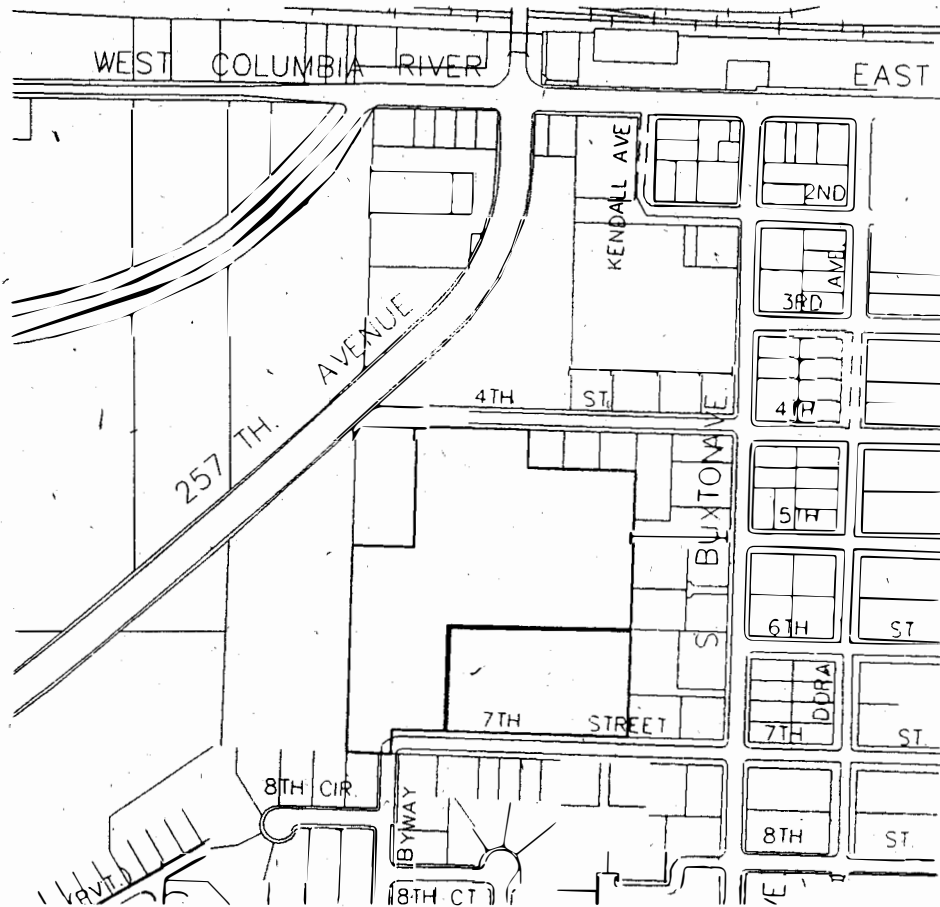 WEST COLUMBIA RIVER
EAST
KENDALL AVE
2ND
AVE.
3RD
257 TH. AVENUE
4TH ST.
4TH
S BUXTON AVE
5TH
6TH
ST
7TH STREET
DORA
7TH
ST.
8TH CIR.
BYWAY
8TH
ST.
8TH CT
VE